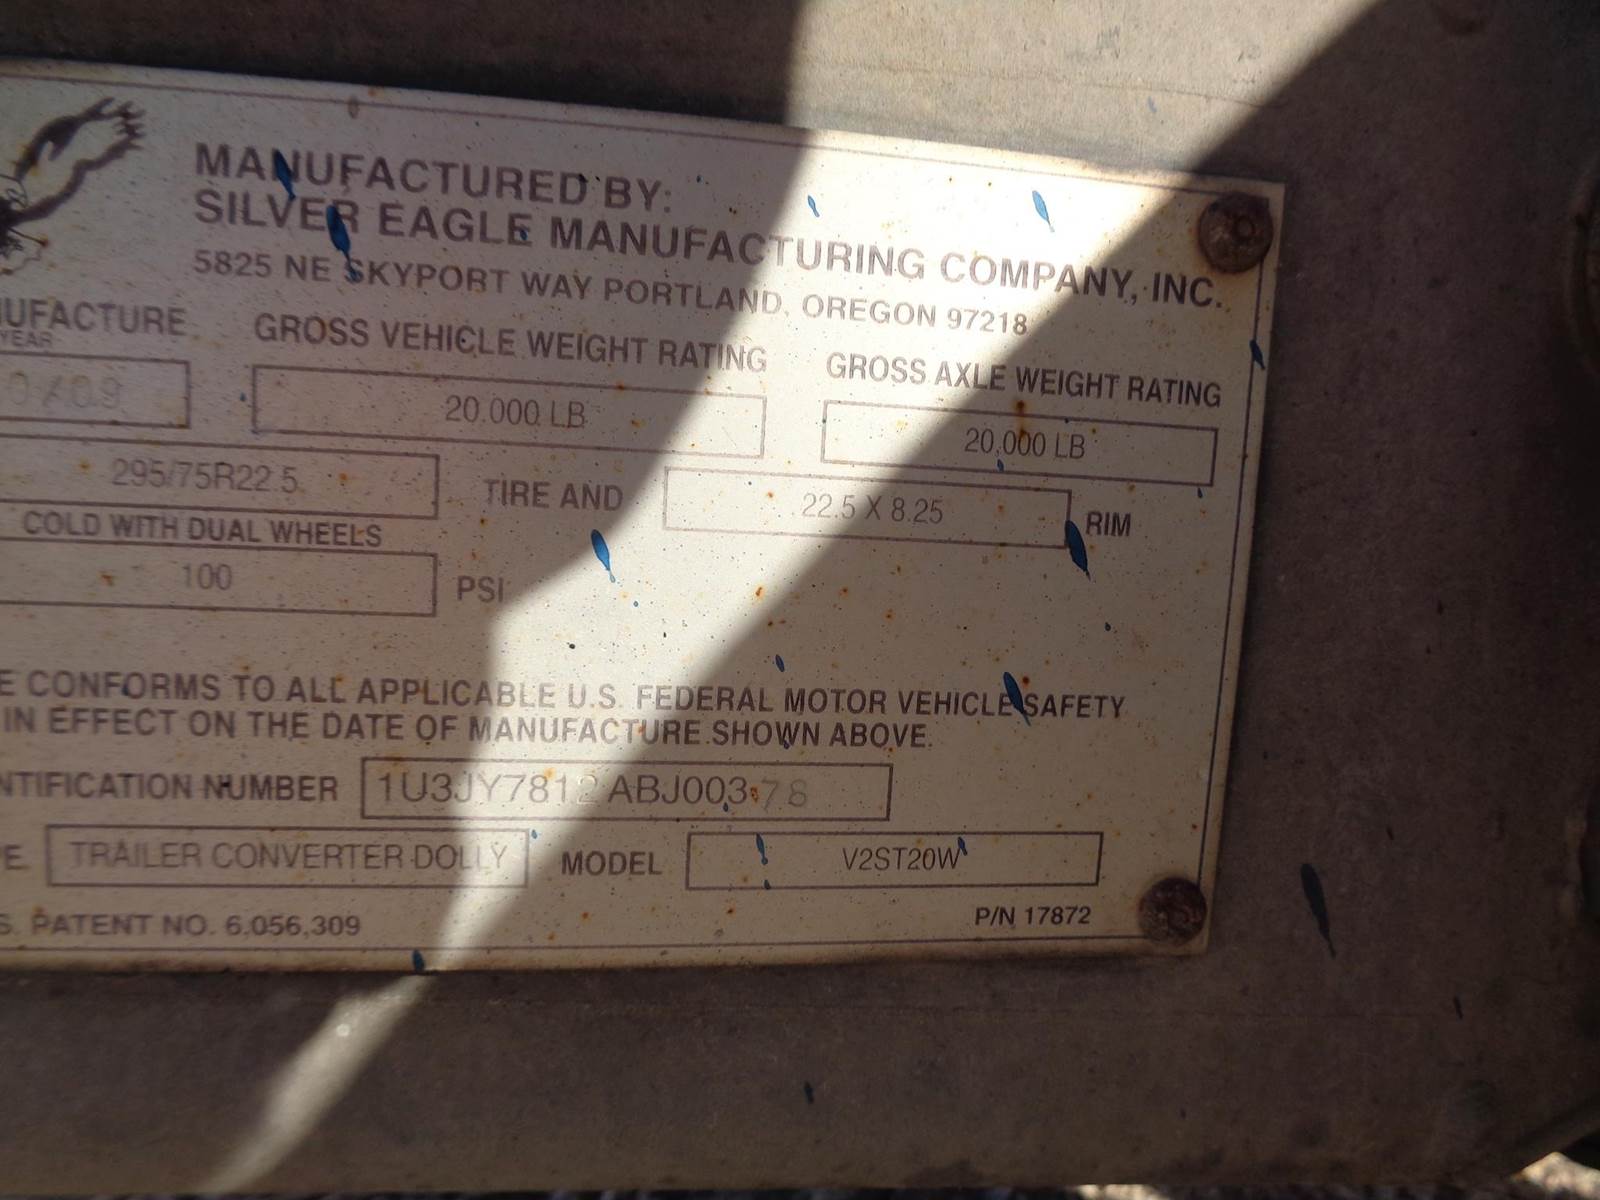 MANUFACTURED BY:
SILVER EAGLE MANUFACTURING COMPANY, INC.
5825 NE SKYPORT WAY PORTLAND, OREGON 97218
UFACTURE GROSS VEHICLE WEIGHT RATING GROSS AXLE WEIGHT RATING
YEAR
0/09 20,000 LB 20,000 LB
295/75R22.5 TIRE AND 22.5 X 8.25 RIM
COLD WITH DUAL WHEELS
100 PSI
E CONFORMS TO ALL APPLICABLE U.S. FEDERAL MOTOR VEHICLE SAFETY
IN EFFECT ON THE DATE OF MANUFACTURE SHOWN ABOVE.
NTIFICATION NUMBER 1U3JY7812ABJ00378
PE TRAILER CONVERTER DOLLY MODEL V2ST20W
S. PATENT NO. 6,056,309 P/N 17872